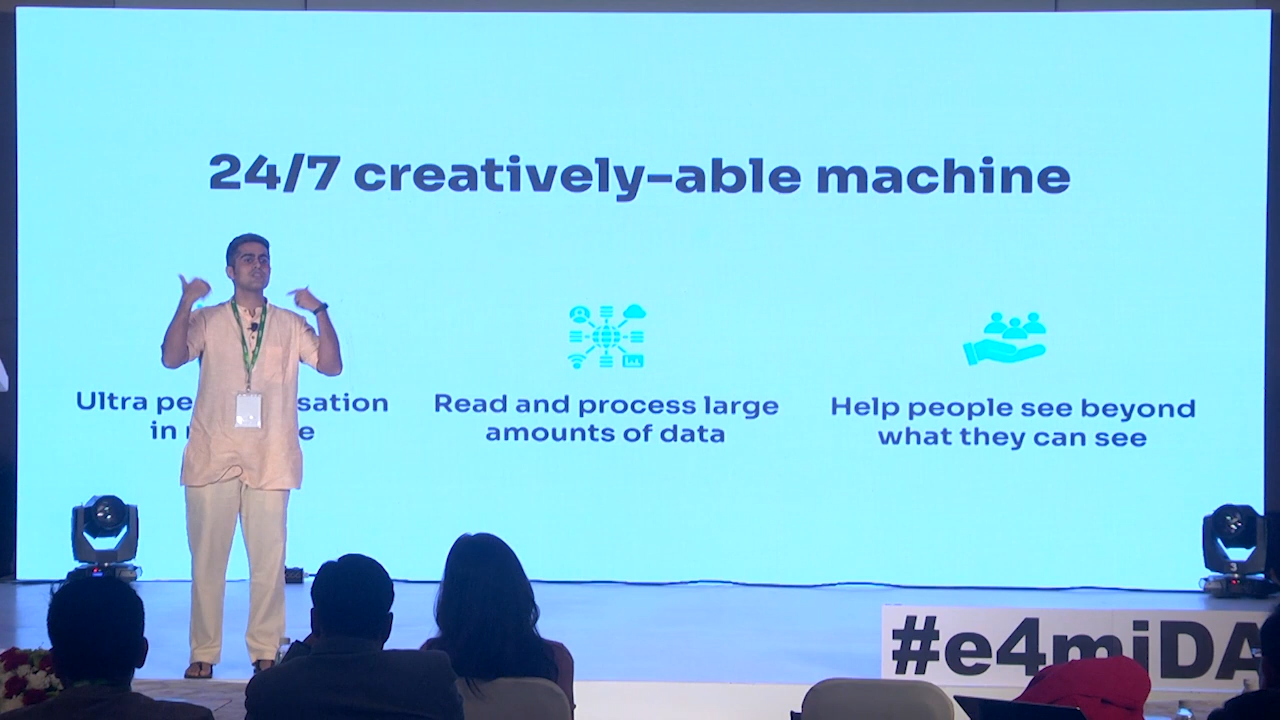 24/7 creatively–able machine
Ultra pe sation
in e
Read and process large
amounts of data
Help people see beyond
what they can see
#e4miDA
3